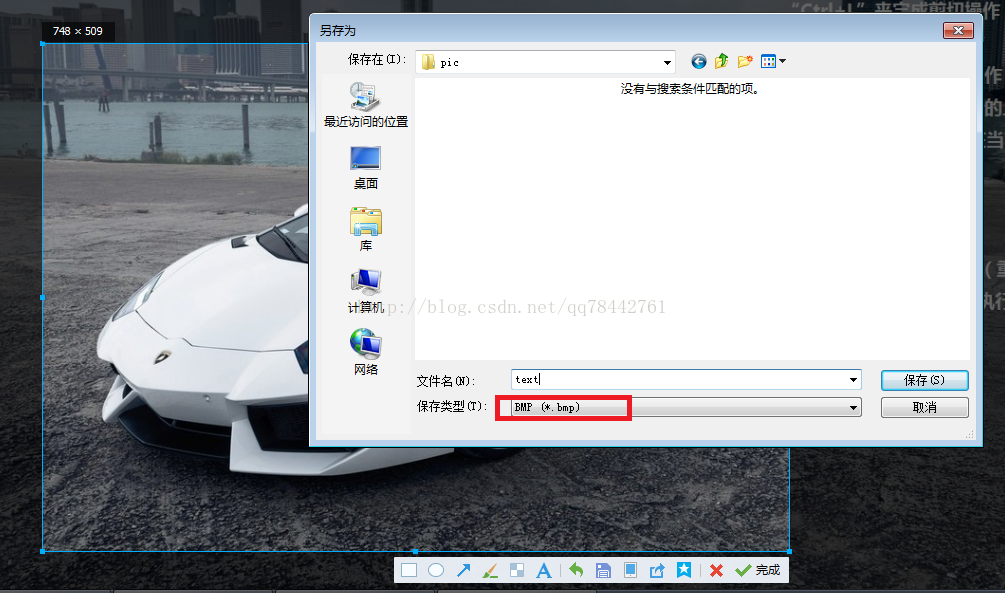 748 × 509
"Ctrl+L"来完成剪切操作
另存为
保存在(I):
pic
没有与搜索条件匹配的项。
作
的
当
最近访问的位置
桌面
库
（重
执行
计算机
http://blog.csdn.net/qq78442761
网络
文件名(N):
text
保存(S)
保存类型(T):
BMP (*.bmp)
取消
A
完成